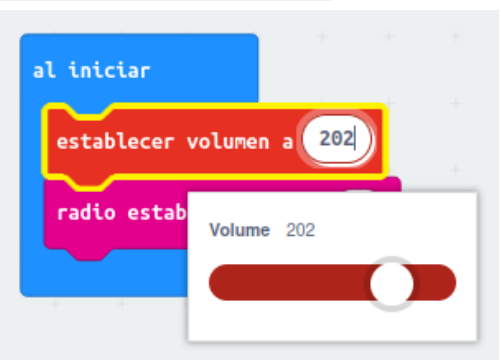 al iniciar
establecer volumen a 202
radio estab
Volume 202